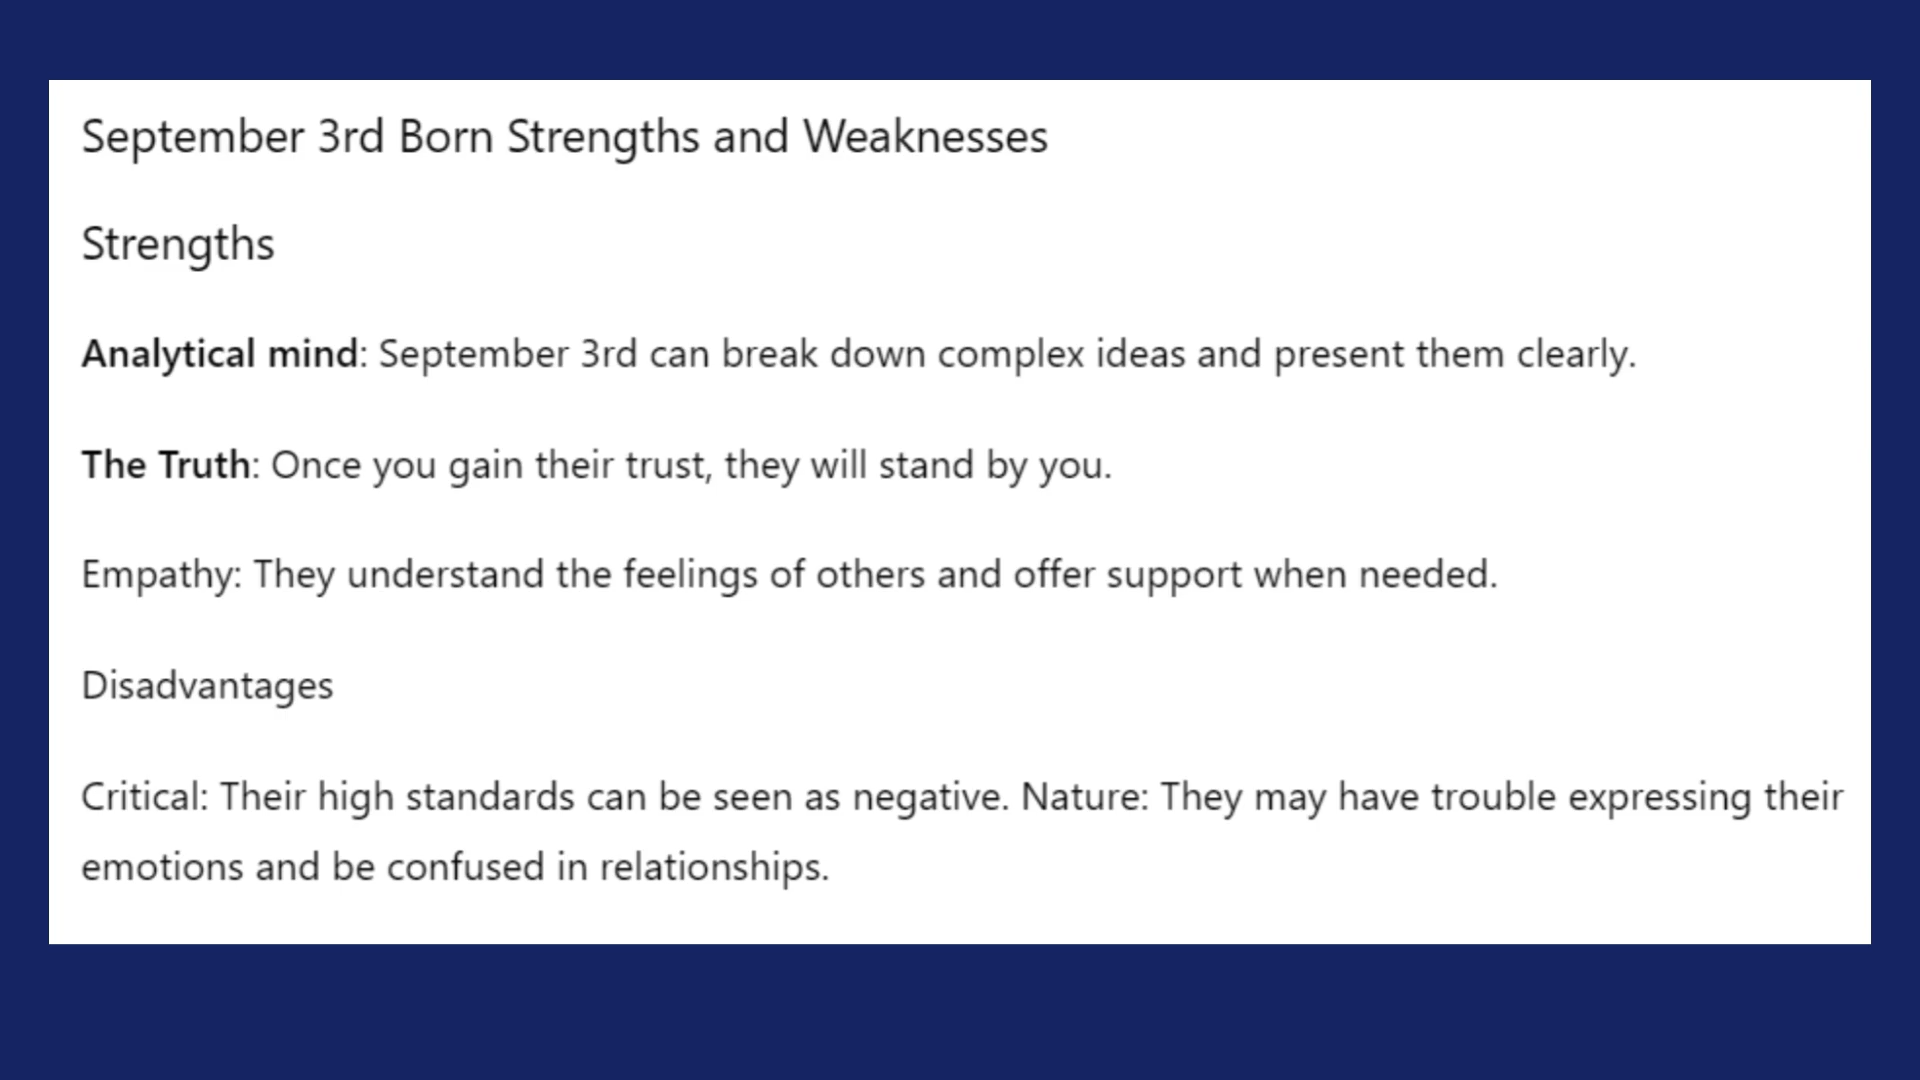 September 3rd Born Strengths and Weaknesses
Strengths
Analytical mind: September 3rd can break down complex ideas and present them clearly.
The Truth: Once you gain their trust, they will stand by you.
Empathy: They understand the feelings of others and offer support when needed.
Disadvantages
Critical: Their high standards can be seen as negative. Nature: They may have trouble expressing their
emotions and be confused in relationships.